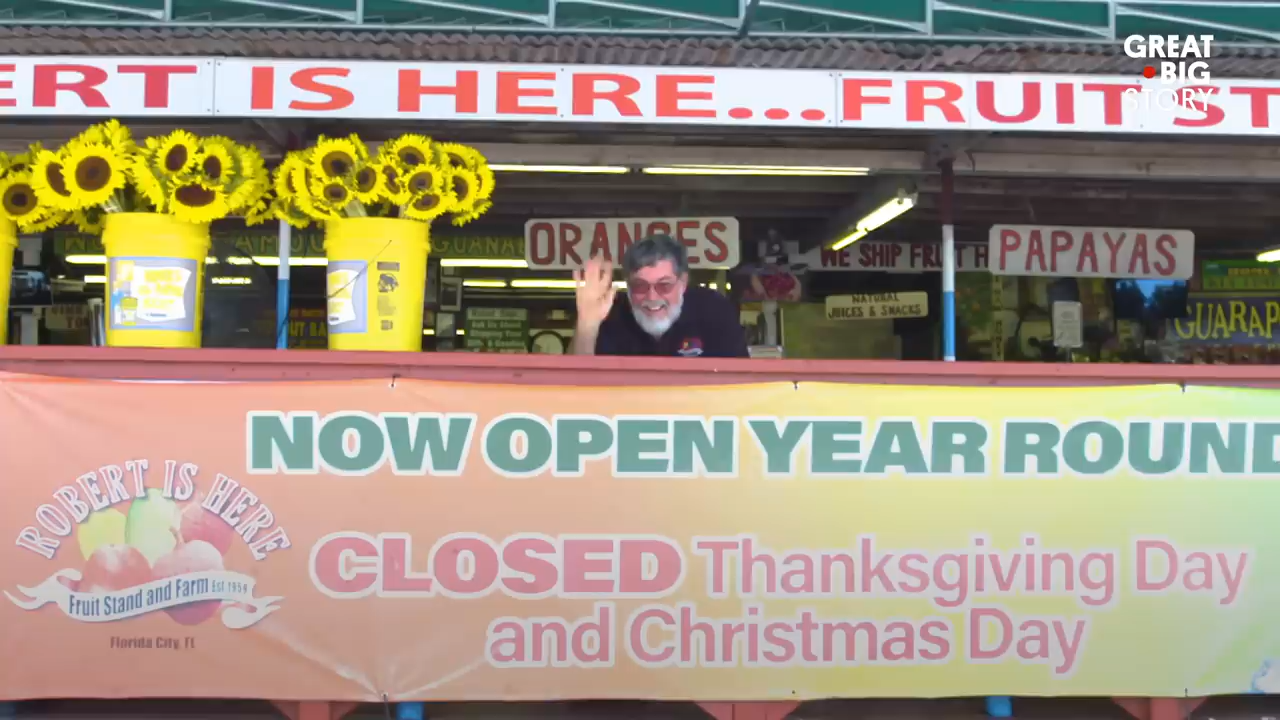 GREAT
BIG
STORY
ERT IS HERE...FRUIT ST
ORANGES
WE SHIP FRUIT H
PAPAYAS
NATURAL
JUICES & SNACKS
GUARAP
NOW OPEN YEAR ROUND
ROBERT IS HERE
Fruit Stand and Farm Est 1959
Florida City, FL
CLOSED Thanksgiving Day
and Christmas Day